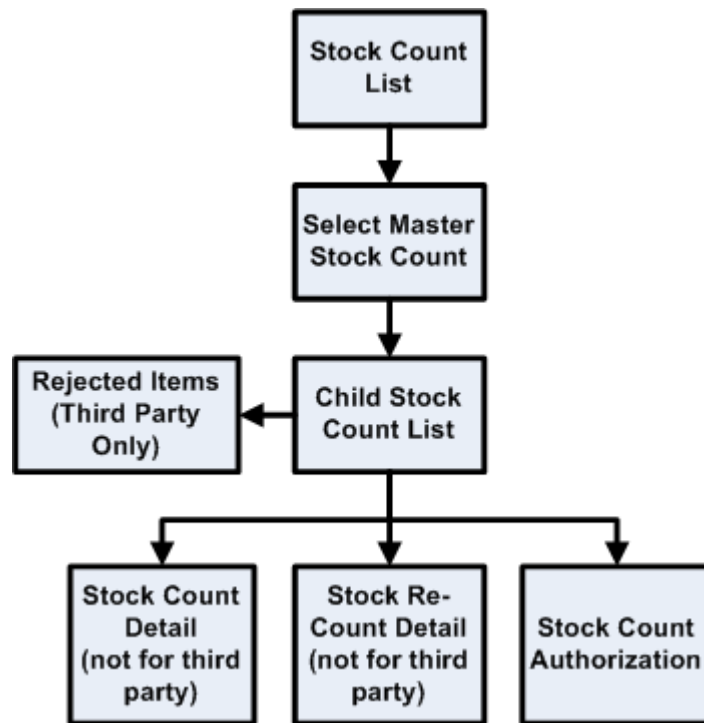 Stock Count
List
Select Master
Stock Count
Rejected Items
(Third Party
Only)
Child Stock
Count List
Stock Count
Detail
(not for third
party)
Stock Re-
Count Detail
(not for third
party)
Stock Count
Authorization